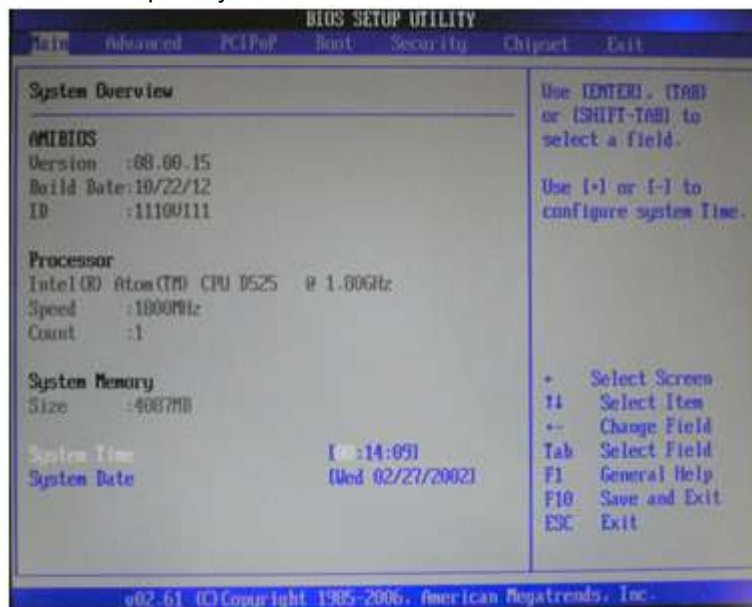 BIOS SETUP UTILITY
Main Advanced PCIPnP Boot Security Chipset Exit
System Overview
AMIBIOS
Version :08.00.15
Build Date:10/22/12
ID :1110V111
Processor
Intel(R) Atom(TM) CPU D525 @ 1.80GHz
Speed :1800MHz
Count :1
System Memory
Size :4087MB
System Time [00:14:09]
System Date [Wed 02/27/2002]
Use [ENTER], [TAB]
or [SHIFT-TAB] to
select a field.
Use [+] or [-] to
configure system Time.
Select Screen
↑↓ Select Item
+- Change Field
Tab Select Field
F1 General Help
F10 Save and Exit
ESC Exit
v02.61 (C)Copyright 1985-2006, American Megatrends, Inc.